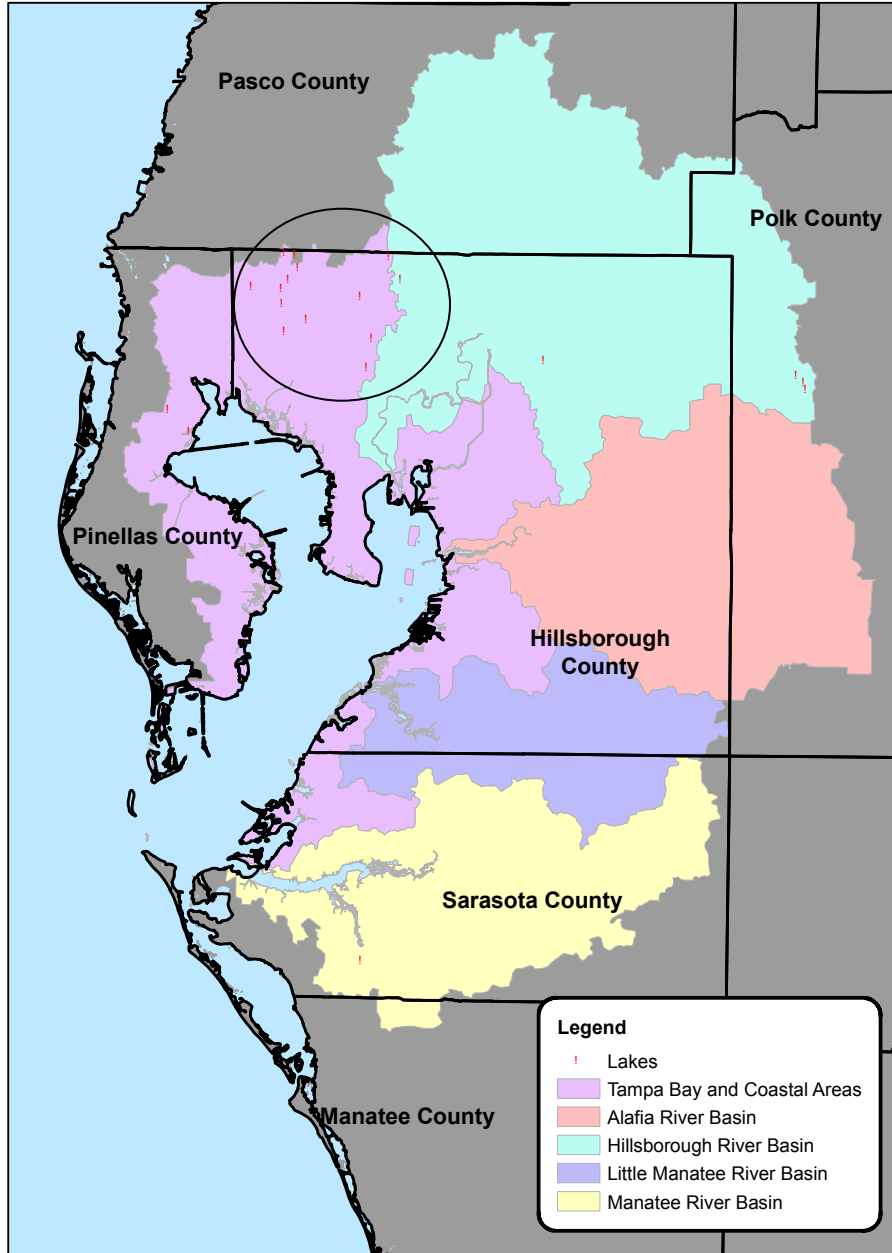 Pasco County
Polk County
Pinellas County
Hillsborough
County
Sarasota County
Manatee County
Legend
! Lakes
Tampa Bay and Coastal Areas
Alafia River Basin
Hillsborough River Basin
Little Manatee River Basin
Manatee River Basin